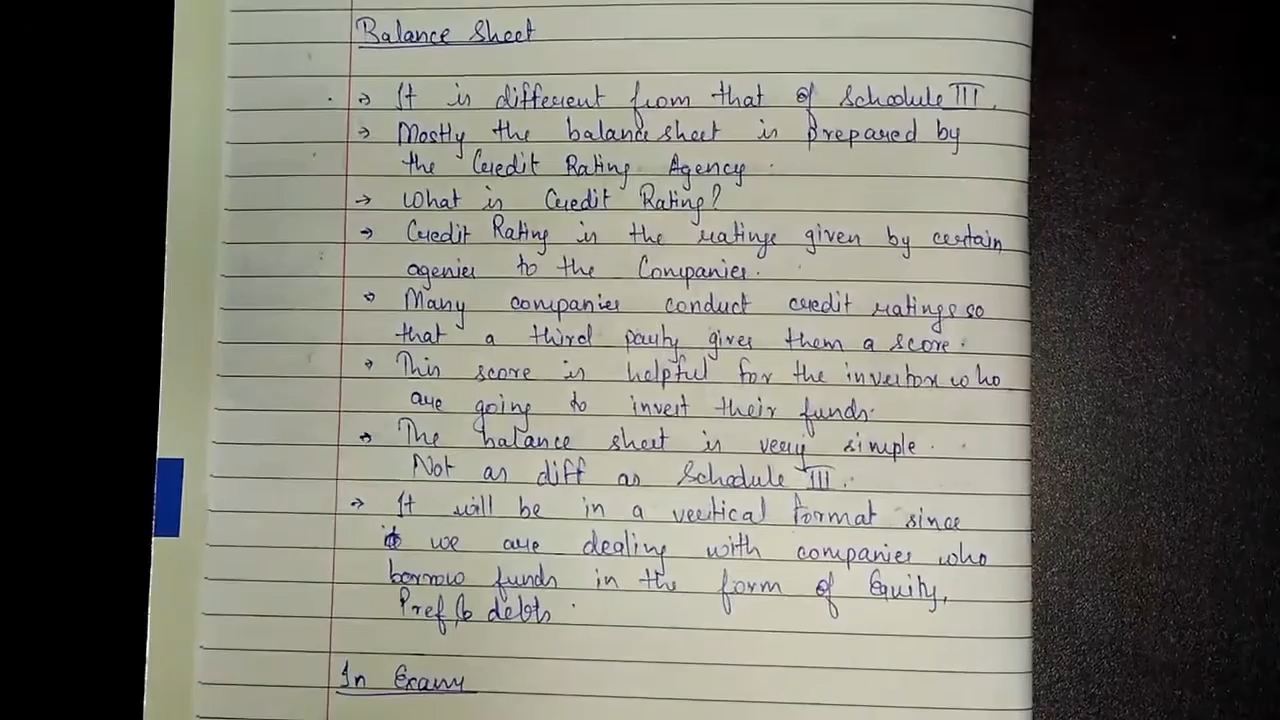 Balance Sheet
→ It is different from that of Schedule III.
→ Mostly the balance sheet is prepared by
the Credit Rating Agency.
→ What is Credit Rating?
→ Credit Rating is the ratings given by certain
agenies to the Companies.
→ Many companies conduct credit ratings so
that a third party gives them a score.
→ This score is helpful for the investor who
are going to invest their funds.
→ The balance sheet is very simple.
Not as diff as Schedule III.
→ It will be in a vertical format since
we are dealing with companies who
borrow funds in the form of Equity,
Pref & debts.
In Exam